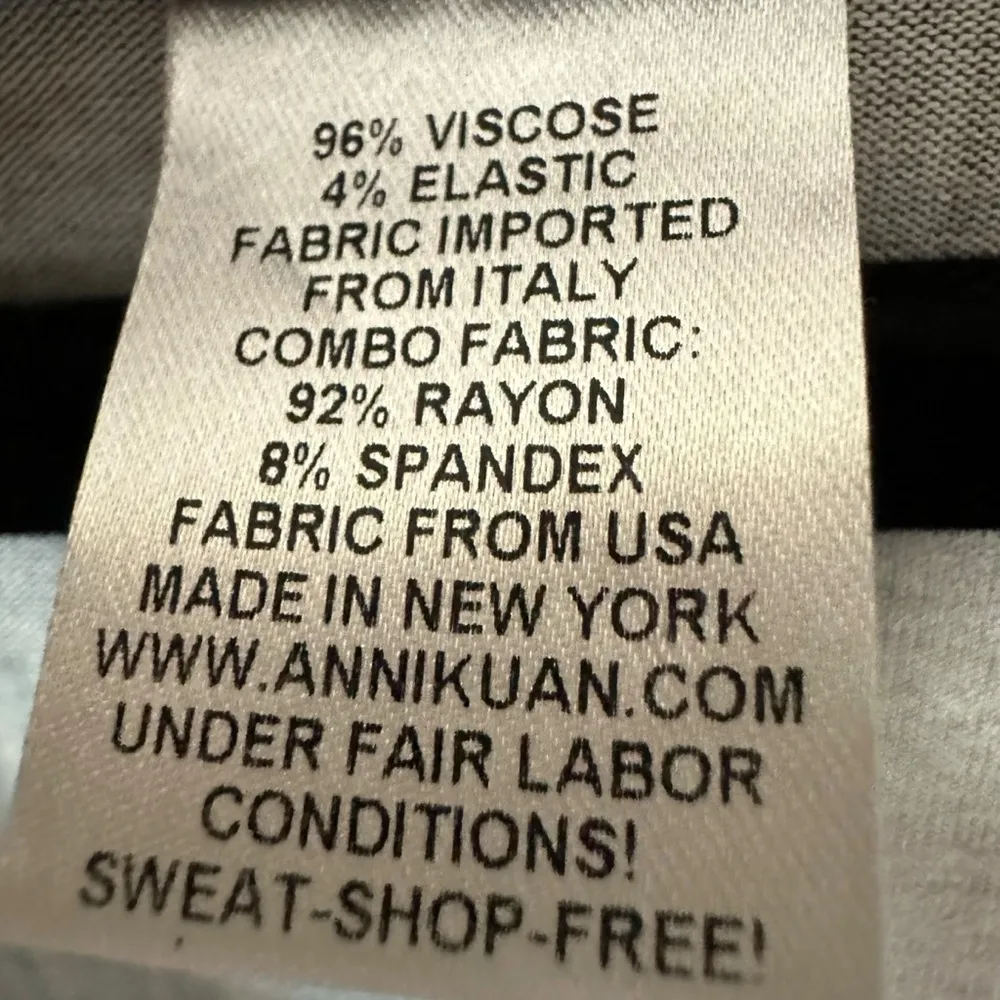 96% VISCOSE
4% ELASTIC
FABRIC IMPORTED
FROM ITALY
COMBO FABRIC:
92% RAYON
8% SPANDEX
FABRIC FROM USA
MADE IN NEW YORK
WWW.ANNIKUAN.COM
UNDER FAIR LABOR
CONDITIONS!
SWEAT-SHOP-FREE!